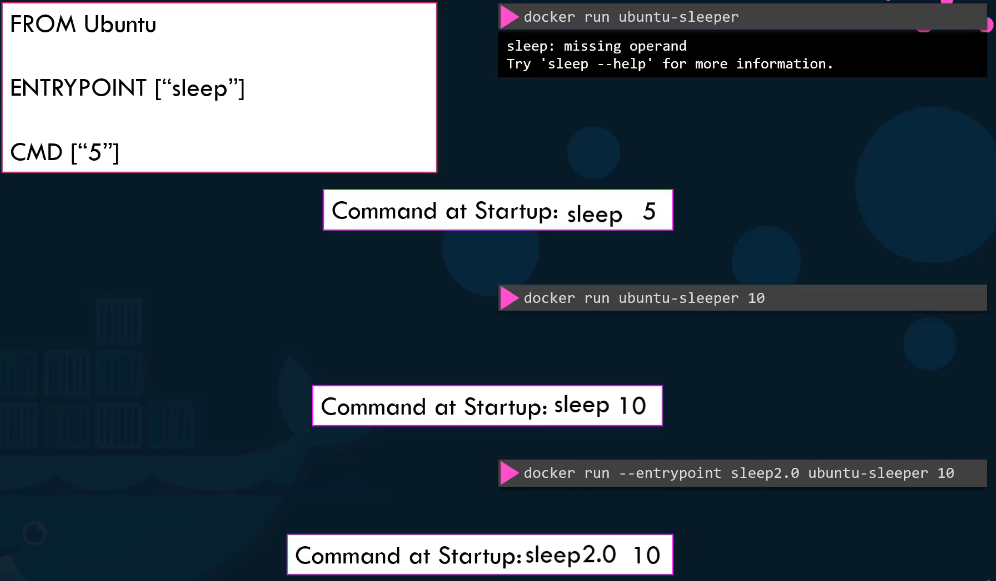 FROM Ubuntu
ENTRYPOINT [“sleep”]
CMD [“5”]
docker run ubuntu-sleeper
sleep: missing operand
Try 'sleep --help' for more information.
Command at Startup: sleep 5
docker run ubuntu-sleeper 10
Command at Startup: sleep 10
docker run --entrypoint sleep2.0 ubuntu-sleeper 10
Command at Startup: sleep2.0 10